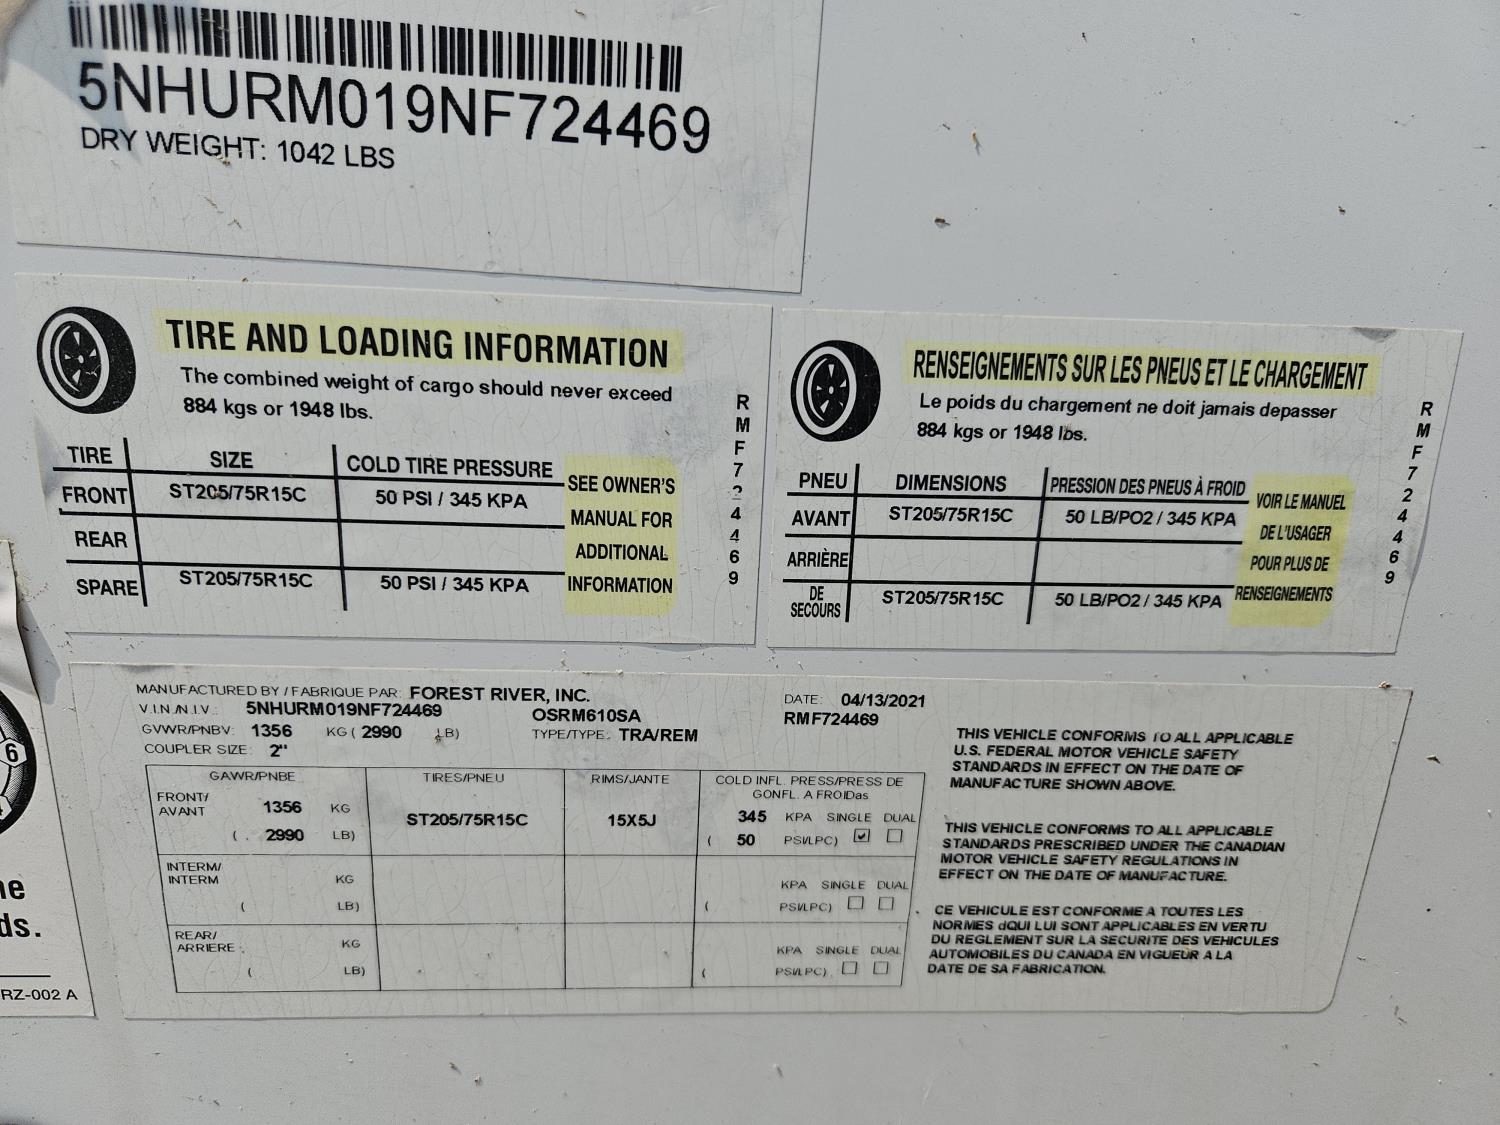 5NHURM019NF724469
DRY WEIGHT: 1042 LBS
TIRE AND LOADING INFORMATION
The combined weight of cargo should never exceed
884 kgs or 1948 lbs.
TIRE SIZE COLD TIRE PRESSURE
FRONT ST205/75R15C 50 PSI / 345 KPA
REAR
SPARE ST205/75R15C 50 PSI / 345 KPA
SEE OWNER'S
MANUAL FOR
ADDITIONAL
INFORMATION
RMF724469
RENSEIGNEMENTS SUR LES PNEUS ET LE CHARGEMENT
Le poids du chargement ne doit jamais depasser
884 kgs or 1948 lbs.
PNEU DIMENSIONS PRESSION DES PNEUS À FROID
AVANT ST205/75R15C 50 LB/PO2 / 345 KPA
ARRIÈRE
DE
SECOURS ST205/75R15C 50 LB/PO2 / 345 KPA
VOIR LE MANUEL
DE L'USAGER
POUR PLUS DE
RENSEIGNEMENTS
RMF724469
MANUFACTURED BY / FABRIQUE PAR: FOREST RIVER, INC.
V.I.N./N.I.V.: 5NHURM019NF724469
GVWR/PNBV: 1356 KG ( 2990 LB)
COUPLER SIZE: 2"
OSRM610SA
TYPE/TYPE: TRA/REM
DATE: 04/13/2021
RMF724469
GAWR/PNBE TIRES/PNEU RIMS/JANTE COLD INFL. PRESS/PRESS DE
GONFL. A FROIDas
FRONT/
AVANT 1356 KG ST205/75R15C 15X5J 345 KPA SINGLE DUAL
( 2990 LB) ( 50 PSI/LPC)
INTERM/
INTERM KG KPA SINGLE DUAL
( LB) ( PSI/LPC)
REAR/
ARRIERE: KG KPA SINGLE DUAL
( LB) ( PSI/LPC)
THIS VEHICLE CONFORMS TO ALL APPLICABLE
U.S. FEDERAL MOTOR VEHICLE SAFETY
STANDARDS IN EFFECT ON THE DATE OF
MANUFACTURE SHOWN ABOVE.
THIS VEHICLE CONFORMS TO ALL APPLICABLE
STANDARDS PRESCRIBED UNDER THE CANADIAN
MOTOR VEHICLE SAFETY REGULATIONS IN
EFFECT ON THE DATE OF MANUFACTURE.
CE VEHICULE EST CONFORME A TOUTES LES
NORMES dQUI LUI SONT APPLICABLES EN VERTU
DU REGLEMENT SUR LA SECURITE DES VEHICULES
AUTOMOBILES DU CANADA EN VIGUEUR A LA
DATE DE SA FABRICATION.
6
4
ds.
RZ-002 A